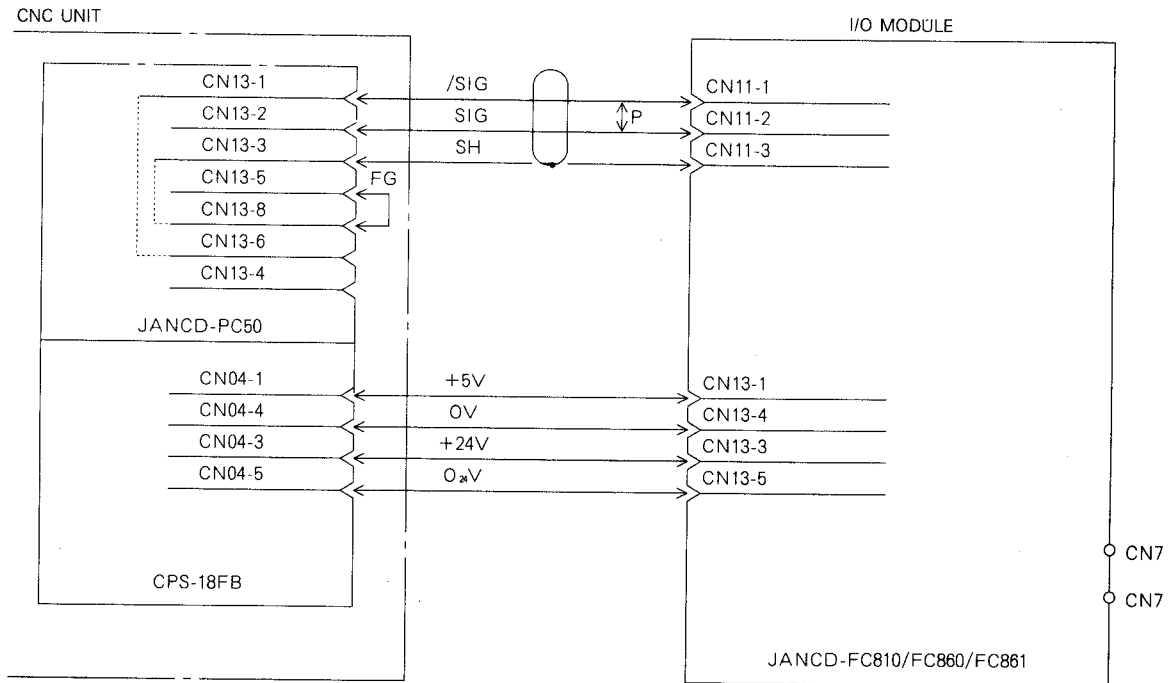 CNC UNIT
I/O MODULE
CN13-1
/SIG
CN11-1
CN13-2
SIG
P
CN11-2
CN13-3
SH
CN11-3
CN13-5
FG
CN13-8
CN13-6
CN13-4
JANCD-PC50
CN04-1
+5V
CN13-1
CN04-4
0V
CN13-4
CN04-3
+24V
CN13-3
CN04-5
0₂₄V
CN13-5
CN7
CPS-18FB
CN7
JANCD-FC810/FC860/FC861